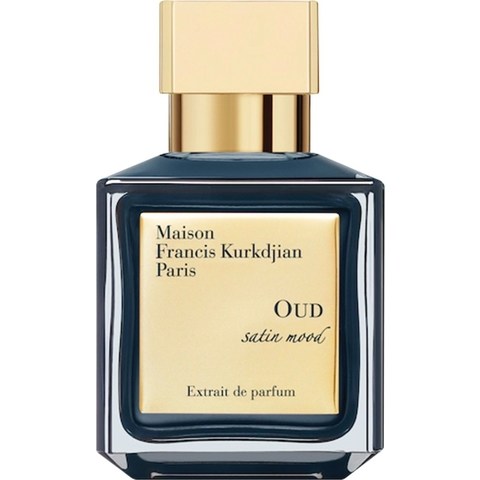 Maison
Francis Kurkdjian
Paris
OUD
satin mood
Extrait de parfum